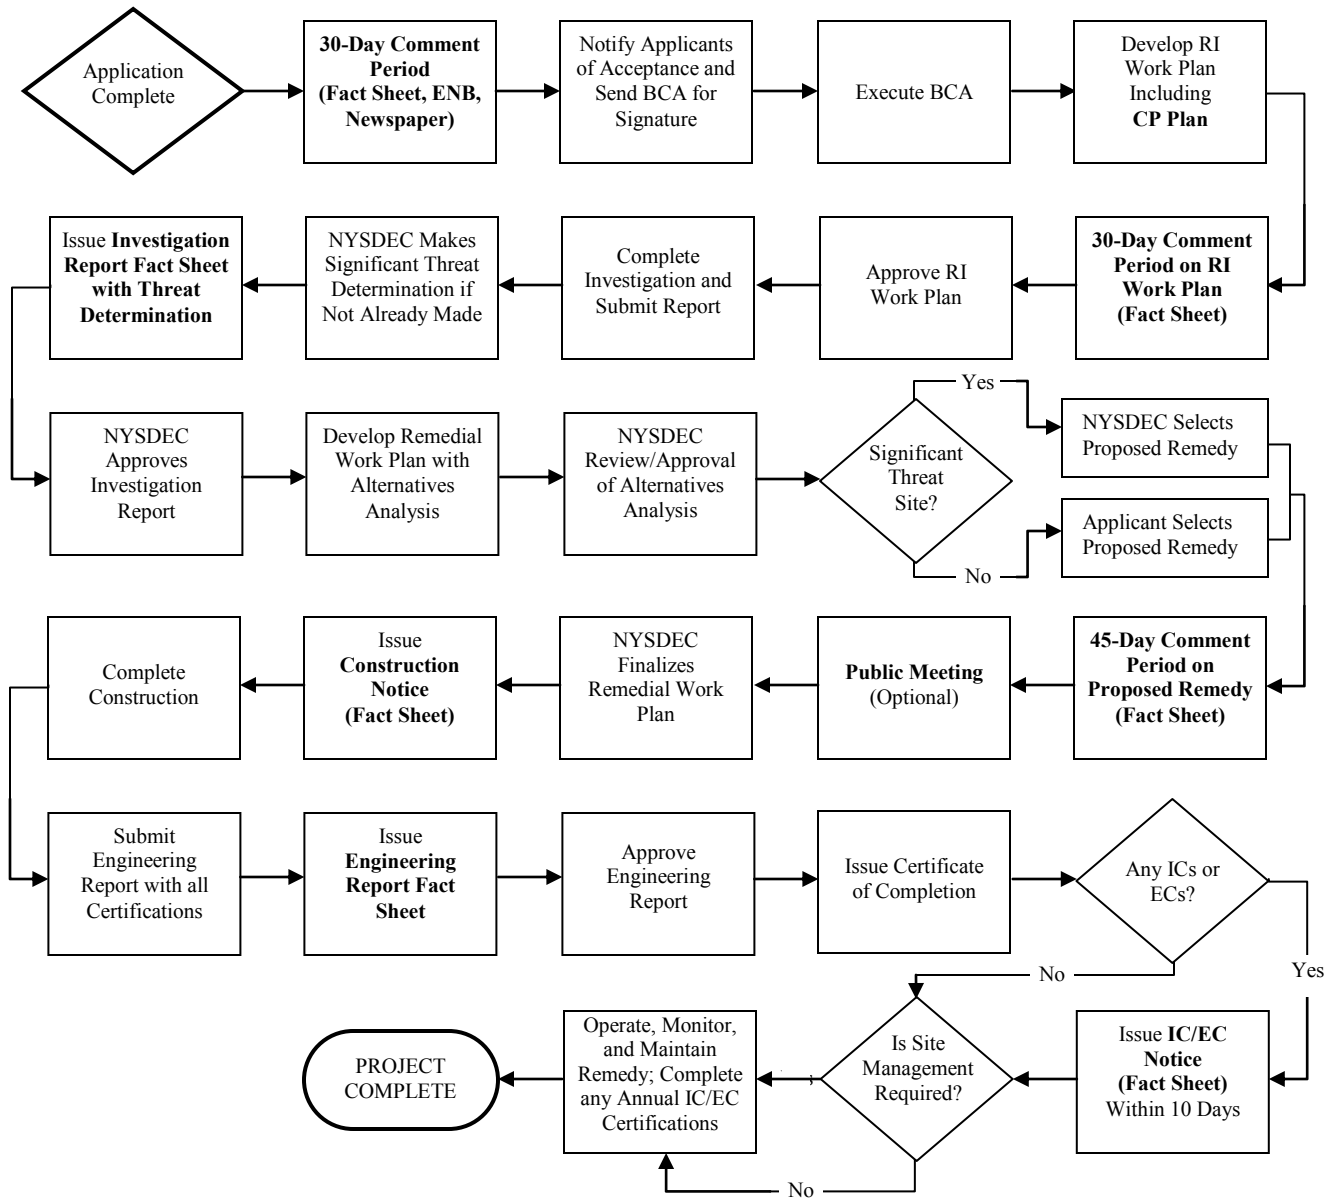 Application
Complete
30-Day Comment
Period
(Fact Sheet, ENB,
Newspaper)
Notify Applicants
of Acceptance and
Send BCA for
Signature
Execute BCA
Develop RI
Work Plan
Including
CP Plan
Issue Investigation
Report Fact Sheet
with Threat
Determination
NYSDEC Makes
Significant Threat
Determination if
Not Already Made
Complete
Investigation and
Submit Report
Approve RI
Work Plan
30-Day Comment
Period on RI
Work Plan
(Fact Sheet)
NYSDEC
Approves
Investigation
Report
Develop Remedial
Work Plan with
Alternatives
Analysis
NYSDEC
Review/Approval
of Alternatives
Analysis
Significant
Threat
Site?
Yes
No
NYSDEC Selects
Proposed Remedy
Applicant Selects
Proposed Remedy
Complete
Construction
Issue
Construction
Notice
(Fact Sheet)
NYSDEC
Finalizes
Remedial Work
Plan
Public Meeting
(Optional)
45-Day Comment
Period on
Proposed Remedy
(Fact Sheet)
Submit
Engineering
Report with all
Certifications
Issue
Engineering
Report Fact
Sheet
Approve
Engineering
Report
Issue Certificate
of Completion
Any ICs or
ECs?
Yes
No
PROJECT
COMPLETE
Operate, Monitor,
and Maintain
Remedy; Complete
any Annual IC/EC
Certifications
Is Site
Management
Required?
Issue IC/EC
Notice
(Fact Sheet)
Within 10 Days
No